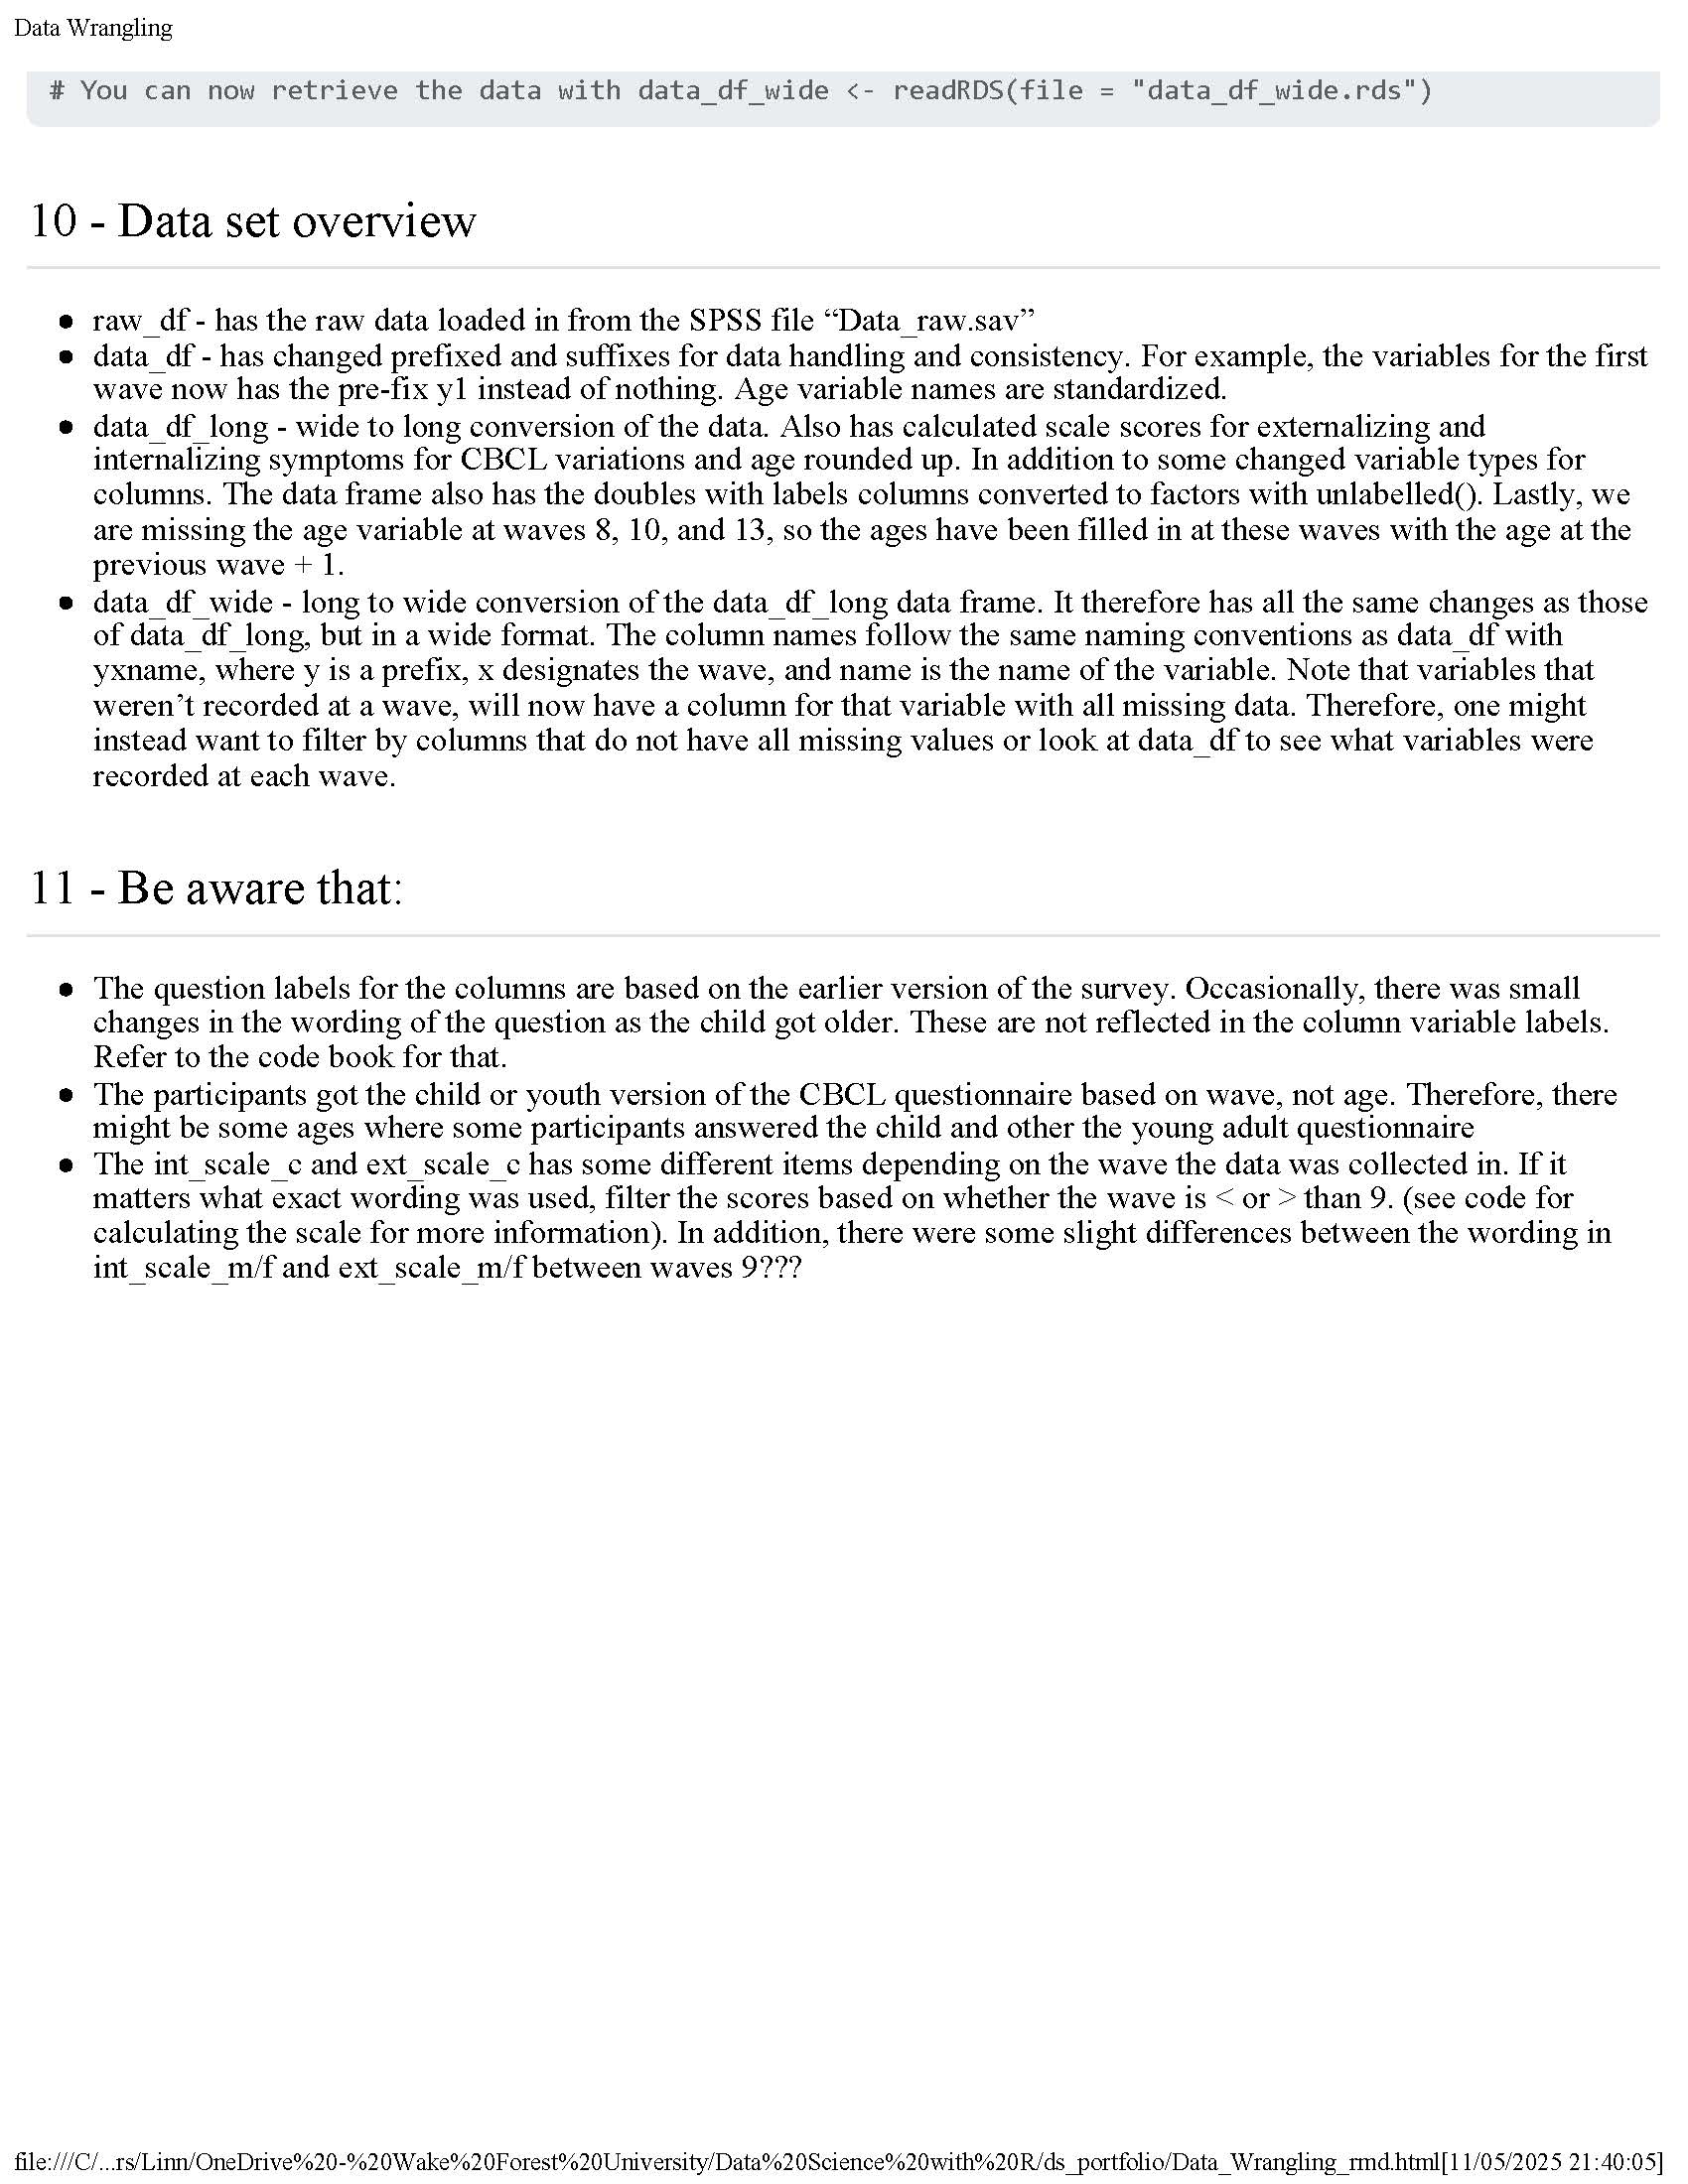 Data Wrangling
# You can now retrieve the data with data_df_wide <- readRDS(file = "data_df_wide.rds")
10 - Data set overview
• raw_df - has the raw data loaded in from the SPSS file “Data_raw.sav”
• data_df - has changed prefixed and suffixes for data handling and consistency. For example, the variables for the first
wave now has the pre-fix y1 instead of nothing. Age variable names are standardized.
• data_df_long - wide to long conversion of the data. Also has calculated scale scores for externalizing and
internalizing symptoms for CBCL variations and age rounded up. In addition to some changed variable types for
columns. The data frame also has the doubles with labels columns converted to factors with unlabelled(). Lastly, we
are missing the age variable at waves 8, 10, and 13, so the ages have been filled in at these waves with the age at the
previous wave + 1.
• data_df_wide - long to wide conversion of the data_df_long data frame. It therefore has all the same changes as those
of data_df_long, but in a wide format. The column names follow the same naming conventions as data_df with
yxname, where y is a prefix, x designates the wave, and name is the name of the variable. Note that variables that
weren’t recorded at a wave, will now have a column for that variable with all missing data. Therefore, one might
instead want to filter by columns that do not have all missing values or look at data_df to see what variables were
recorded at each wave.
11 - Be aware that:
• The question labels for the columns are based on the earlier version of the survey. Occasionally, there was small
changes in the wording of the question as the child got older. These are not reflected in the column variable labels.
Refer to the code book for that.
• The participants got the child or youth version of the CBCL questionnaire based on wave, not age. Therefore, there
might be some ages where some participants answered the child and other the young adult questionnaire
• The int_scale_c and ext_scale_c has some different items depending on the wave the data was collected in. If it
matters what exact wording was used, filter the scores based on whether the wave is < or > than 9. (see code for
calculating the scale for more information). In addition, there were some slight differences between the wording in
int_scale_m/f and ext_scale_m/f between waves 9???
file:///C/...rs/Linn/OneDrive%20-%20Wake%20Forest%20University/Data%20Science%20with%20R/ds_portfolio/Data_Wrangling_rmd.html[11/05/2025 21:40:05]